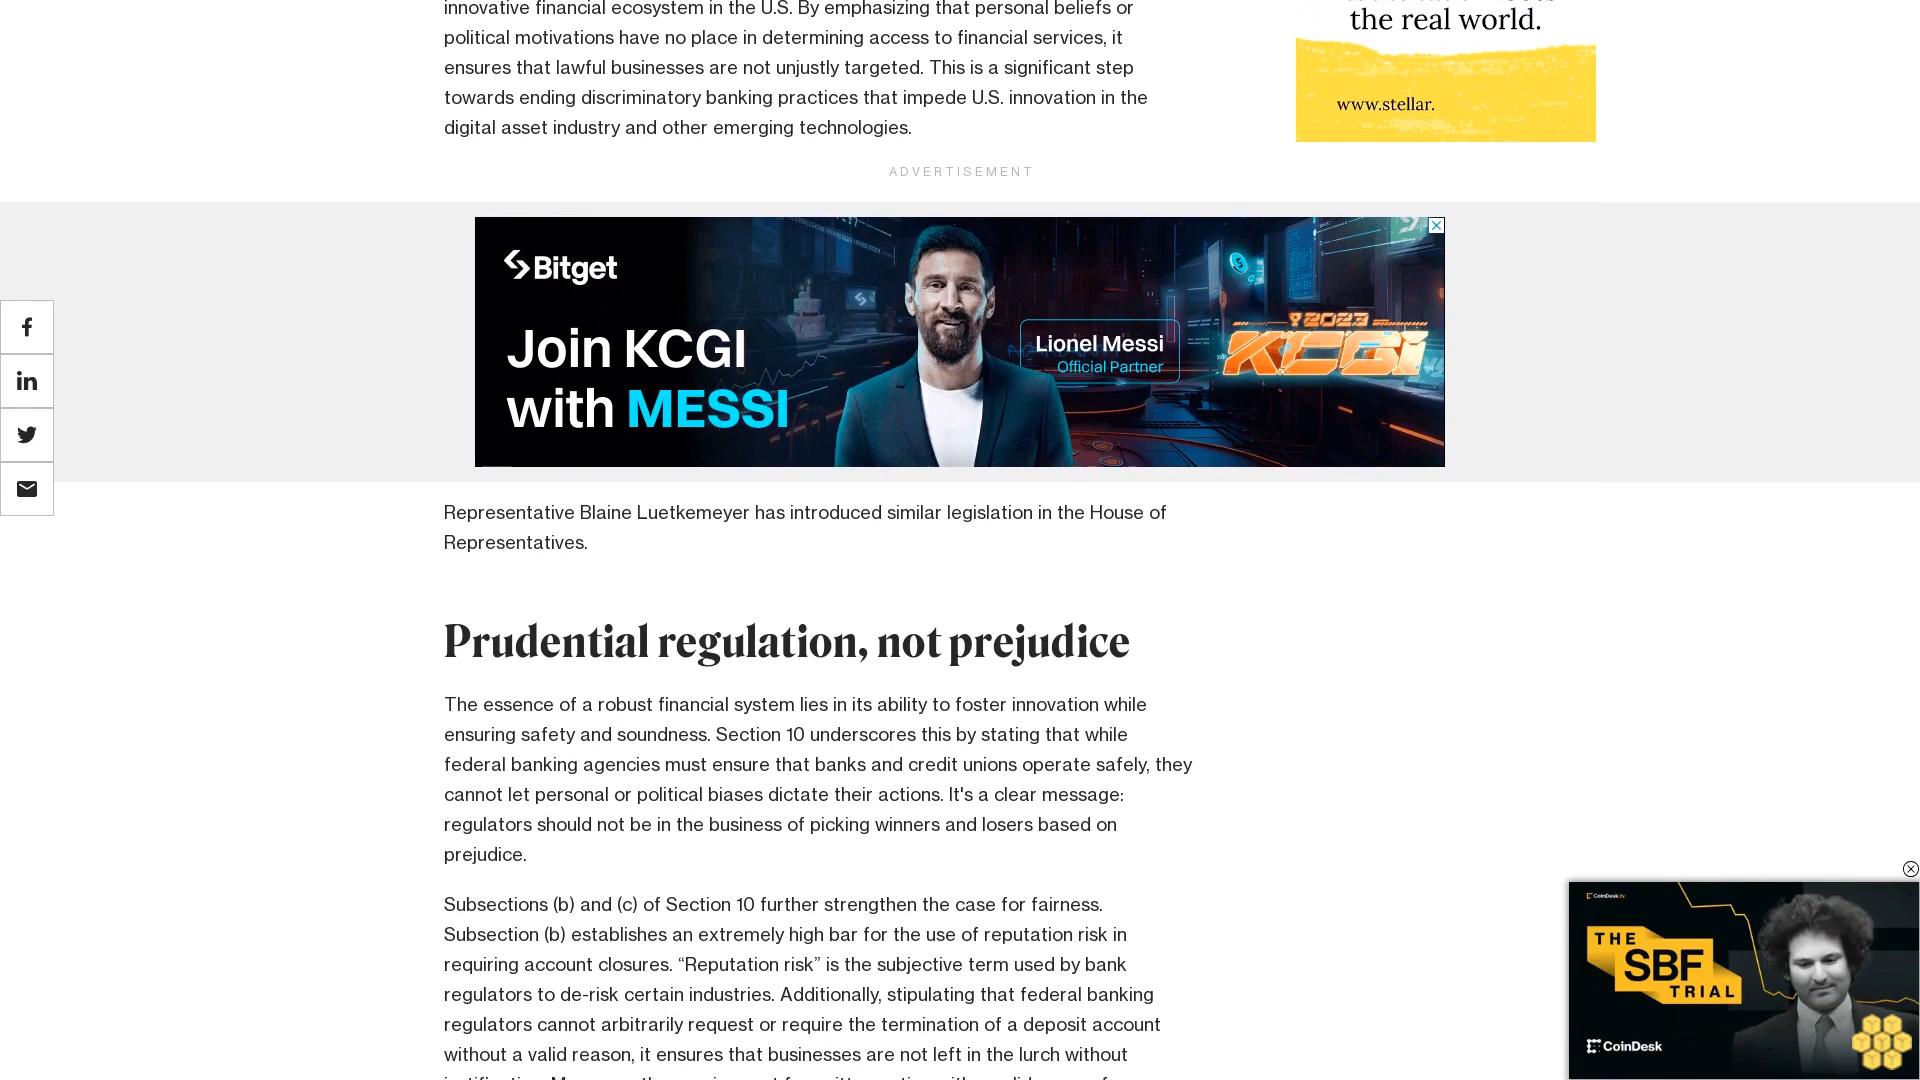 innovative financial ecosystem in the U.S. By emphasizing that personal beliefs or
political motivations have no place in determining access to financial services, it
ensures that lawful businesses are not unjustly targeted. This is a significant step
towards ending discriminatory banking practices that impede U.S. innovation in the
digital asset industry and other emerging technologies.
the real world.
www.stellar.
ADVERTISEMENT
Bitget
Join KCGI
with MESSI
Lionel Messi
Official Partner
Y2023
KCGI
Representative Blaine Luetkemeyer has introduced similar legislation in the House of
Representatives.
Prudential regulation, not prejudice
The essence of a robust financial system lies in its ability to foster innovation while
ensuring safety and soundness. Section 10 underscores this by stating that while
federal banking agencies must ensure that banks and credit unions operate safely, they
cannot let personal or political biases dictate their actions. It's a clear message:
regulators should not be in the business of picking winners and losers based on
prejudice.
Subsections (b) and (c) of Section 10 further strengthen the case for fairness.
Subsection (b) establishes an extremely high bar for the use of reputation risk in
requiring account closures. “Reputation risk” is the subjective term used by bank
regulators to de-risk certain industries. Additionally, stipulating that federal banking
regulators cannot arbitrarily request or require the termination of a deposit account
without a valid reason, it ensures that businesses are not left in the lurch without
CoinDesk.tv
THE
SBF
TRIAL
CoinDesk